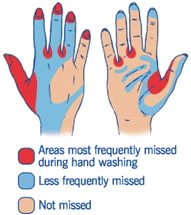 Areas most frequently missed
during hand washing
Less frequently missed
Not missed